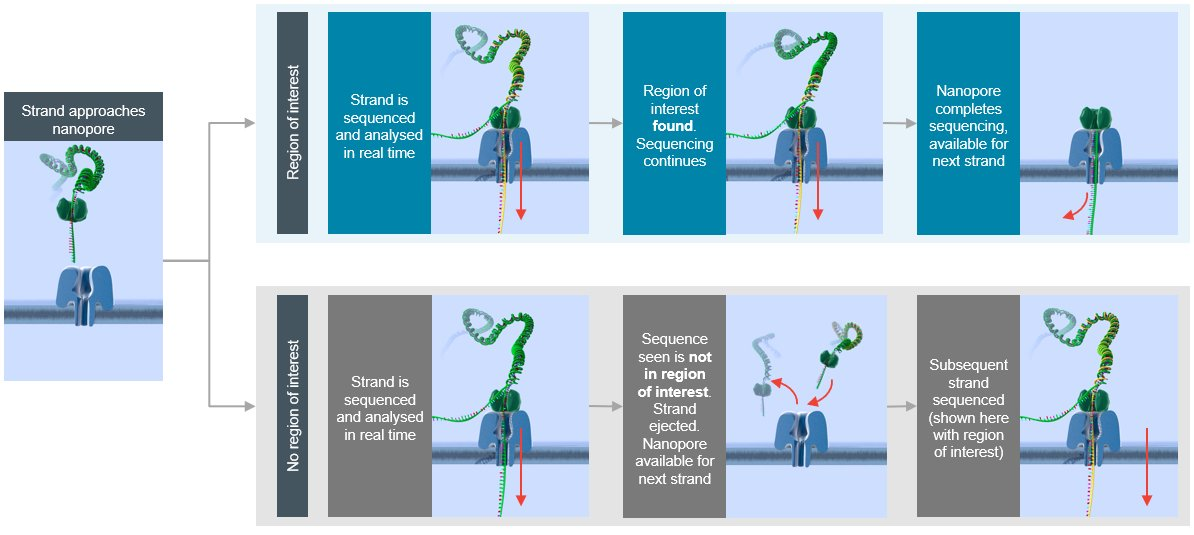 Strand approaches
nanopore
Region of interest
Strand is
sequenced
and analysed
in real time
Region of
interest
found.
Sequencing
continues
Nanopore
completes
sequencing,
available for
next strand
No region of interest
Strand is
sequenced
and analysed
in real time
Sequence
seen is not
in region
of interest.
Strand
ejected.
Nanopore
available for
next strand
Subsequent
strand
sequenced
(shown here
with region
of interest)